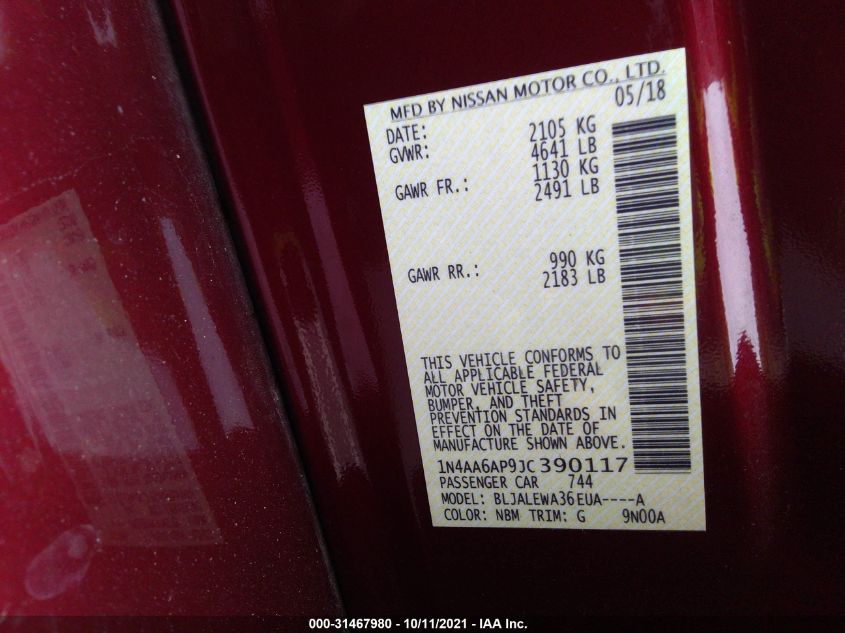 MFD BY NISSAN MOTOR CO., LTD.
DATE: 05/18
GVWR: 2105 KG
4641 LB
GAWR FR.: 1130 KG
2491 LB
GAWR RR.: 990 KG
2183 LB
THIS VEHICLE CONFORMS TO
ALL APPLICABLE FEDERAL
MOTOR VEHICLE SAFETY,
BUMPER, AND THEFT
PREVENTION STANDARDS IN
EFFECT ON THE DATE OF
MANUFACTURE SHOWN ABOVE.
1N4AA6AP9JC390117
PASSENGER CAR 744
MODEL: BLJALEWA36EUA----A
COLOR: NBM TRIM: G 9N00A
000-31467980 - 10/11/2021 - IAA Inc.